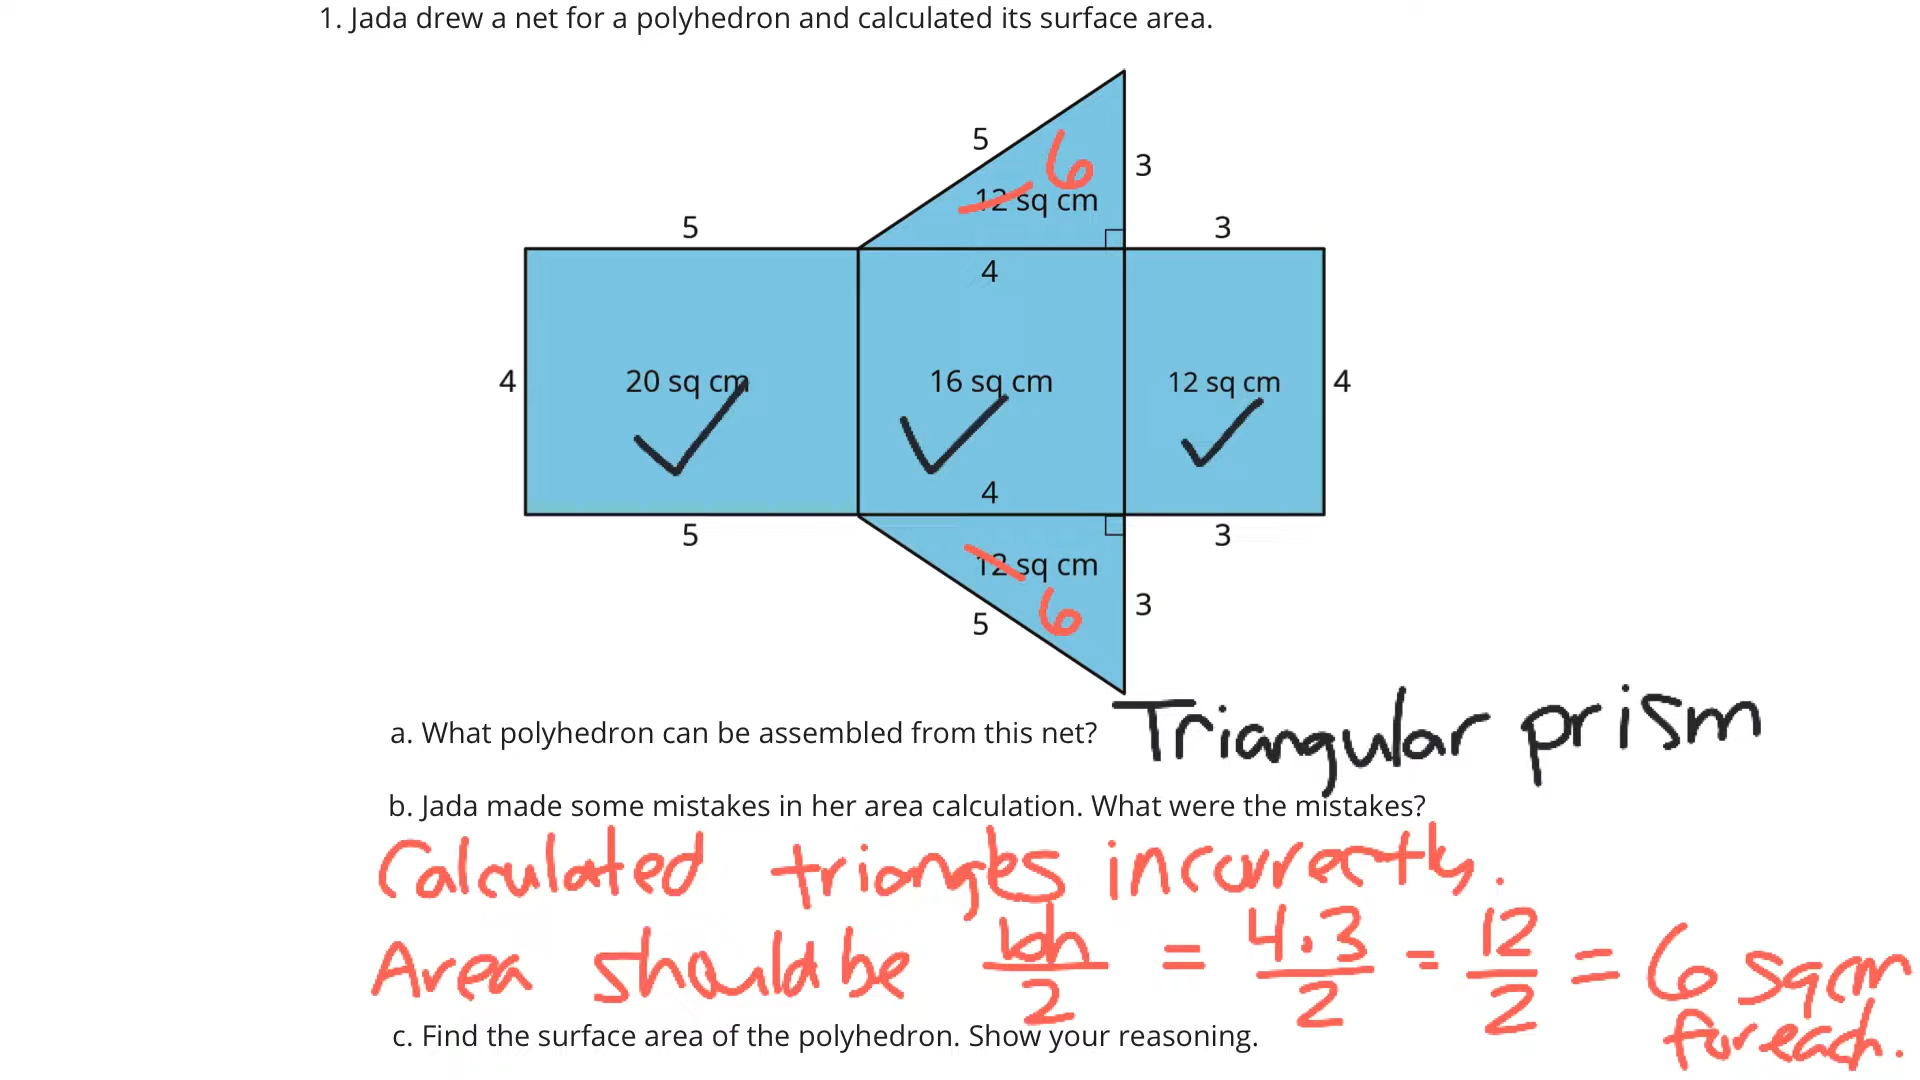 1. Jada drew a net for a polyhedron and calculated its surface area.
5
6
3
12 sq cm
5
3
4
4
20 sq cm
16 sq cm
12 sq cm
4
4
5
3
12 sq cm
6
5
3
a. What polyhedron can be assembled from this net? Triangular prism
b. Jada made some mistakes in her area calculation. What were the mistakes?
Calculated triangles incorrectly.
Area should be bh/2 = 4·3/2 = 12/2 = 6 sq cm
for each.
c. Find the surface area of the polyhedron. Show your reasoning.